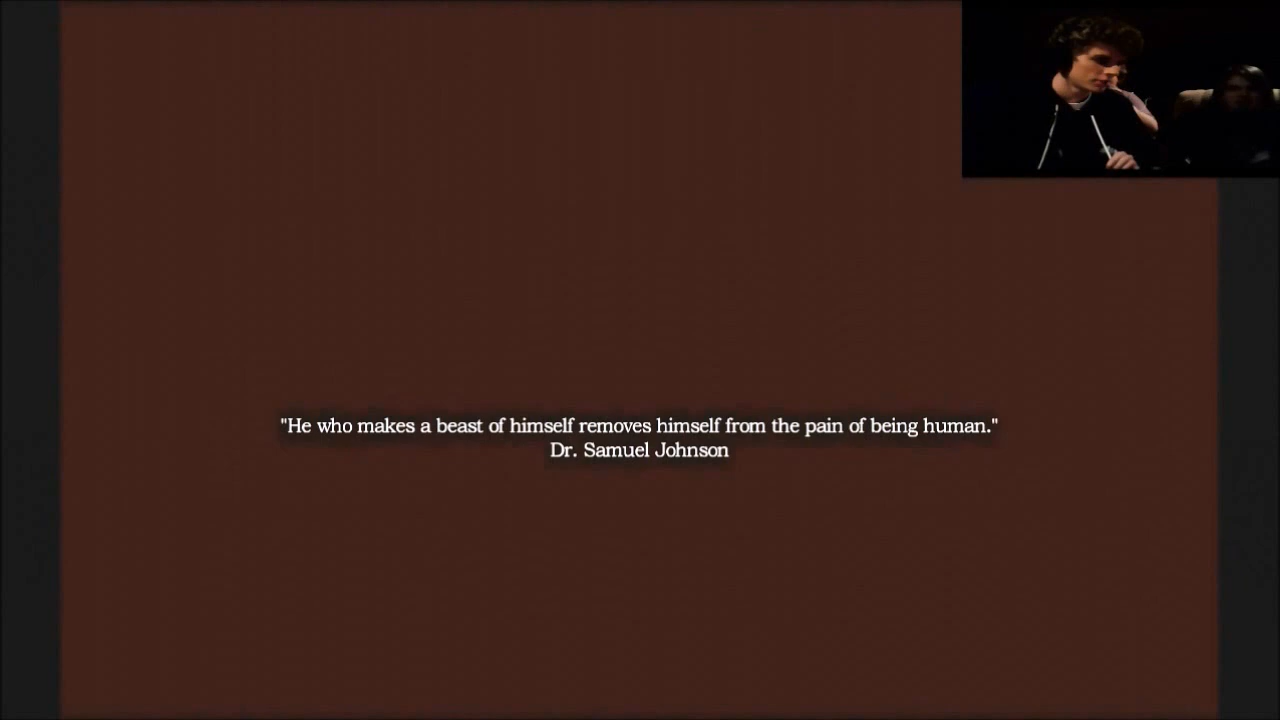 "He who makes a beast of himself removes himself from the pain of being human."
Dr. Samuel Johnson